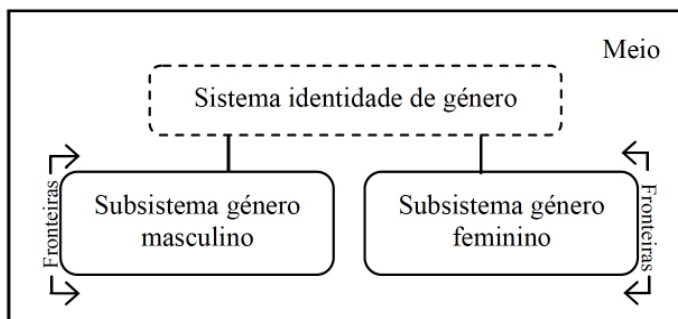 Meio
Sistema identidade de género
Fronteiras
Subsistema género
masculino
Subsistema género
feminino
Fronteiras